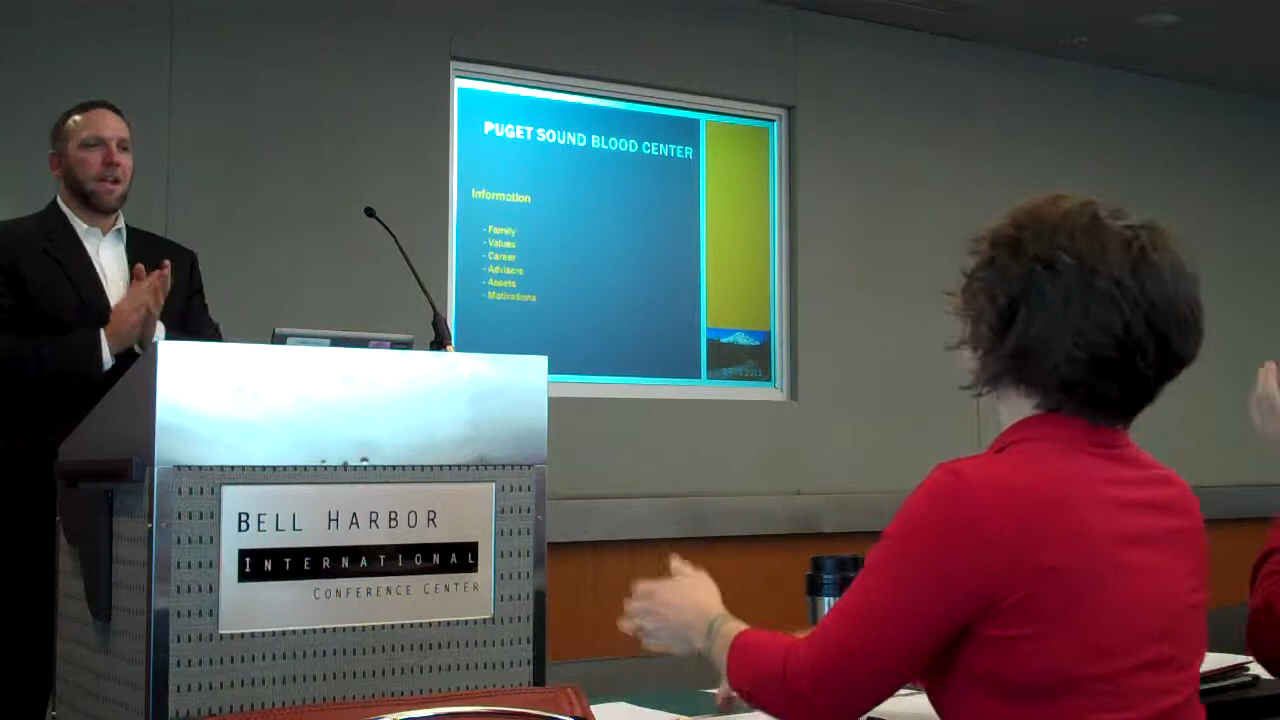 PUGET SOUND BLOOD CENTER
Information
- Family
- Values
- Career
- Advisors
- Assets
- Motivations
BELL HARBOR
INTERNATIONAL
CONFERENCE CENTER